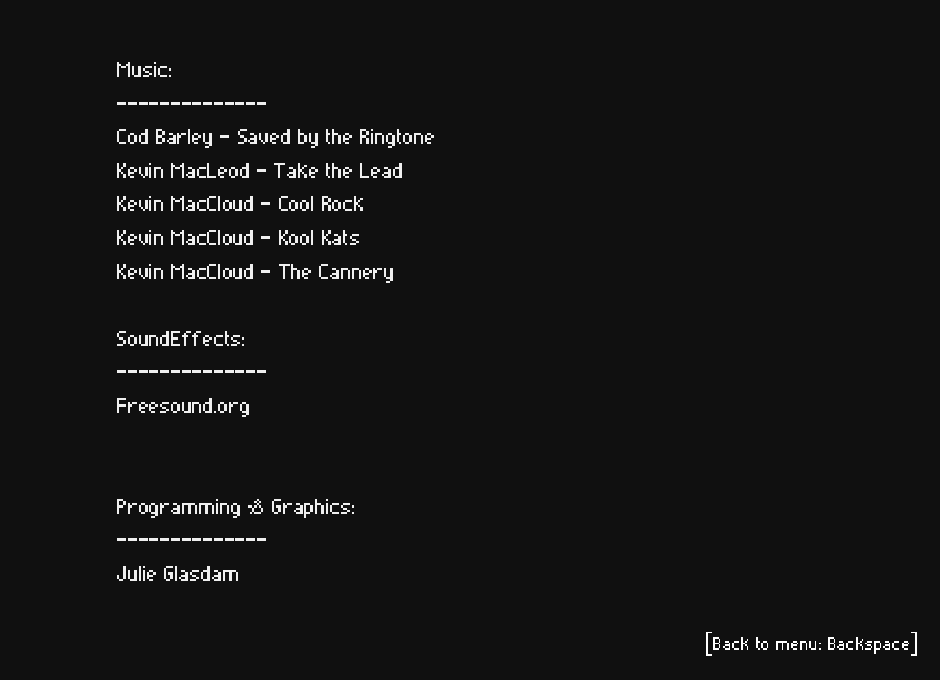 Music:
--------------
Cod Barley - Saved by the Ringtone
Kevin MacLeod - Take the Lead
Kevin MacCloud - Cool Rock
Kevin MacCloud - Kool Kats
Kevin MacCloud - The Cannery
SoundEffects:
--------------
Freesound.org
Programming & Graphics:
--------------
Julie Glasdam
[Back to menu: Backspace]